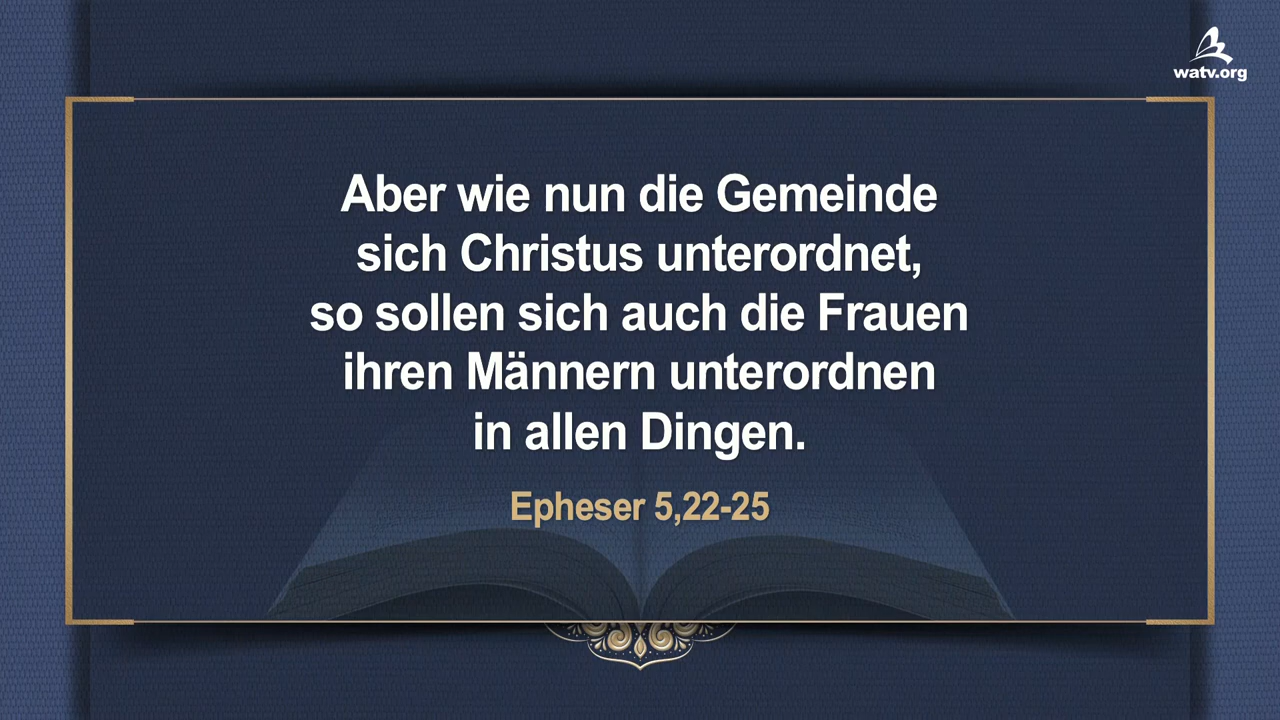 watv.org
Aber wie nun die Gemeinde
sich Christus unterordnet,
so sollen sich auch die Frauen
ihren Männern unterordnen
in allen Dingen.
Epheser 5,22-25